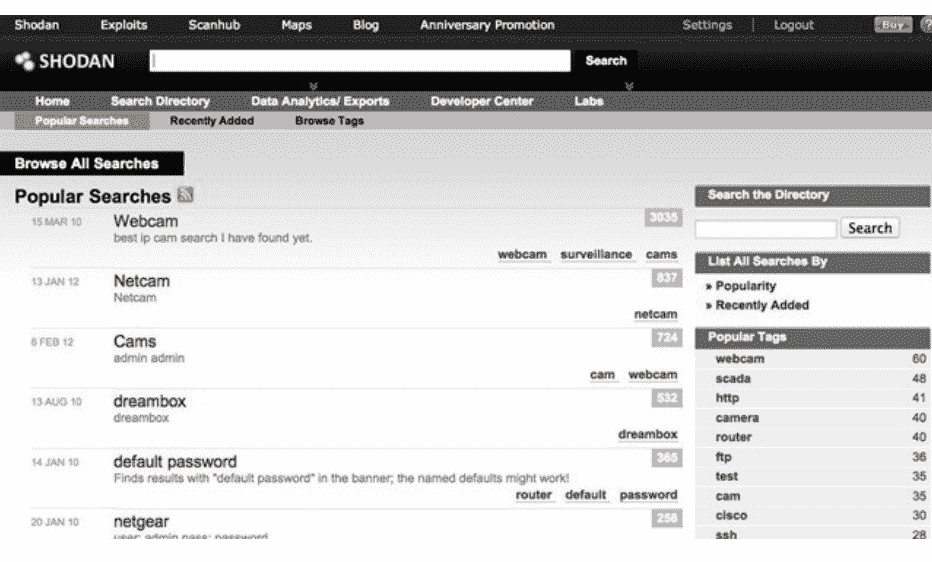 Shodan Exploits Scanhub Maps Blog Anniversary Promotion Settings Logout Buy ?
SHODAN Search
Home Search Directory Data Analytics/ Exports Developer Center Labs
Popular Searches Recently Added Browse Tags
Browse All Searches
Popular Searches
15 MAR 10 Webcam 3035
best ip cam search I have found yet.
webcam surveillance cams
13 JAN 12 Netcam 837
Netcam
netcam
6 FEB 12 Cams 724
admin admin
cam webcam
13 AUG 10 dreambox 532
dreambox
dreambox
14 JAN 10 default password 365
Finds results with "default password" in the banner; the named defaults might work!
router default password
20 JAN 10 netgear 258
user: admin pass: password
Search the Directory
Search
List All Searches By
» Popularity
» Recently Added
Popular Tags
webcam 60
scada 48
http 41
camera 40
router 40
ftp 36
test 35
cam 35
cisco 30
ssh 28